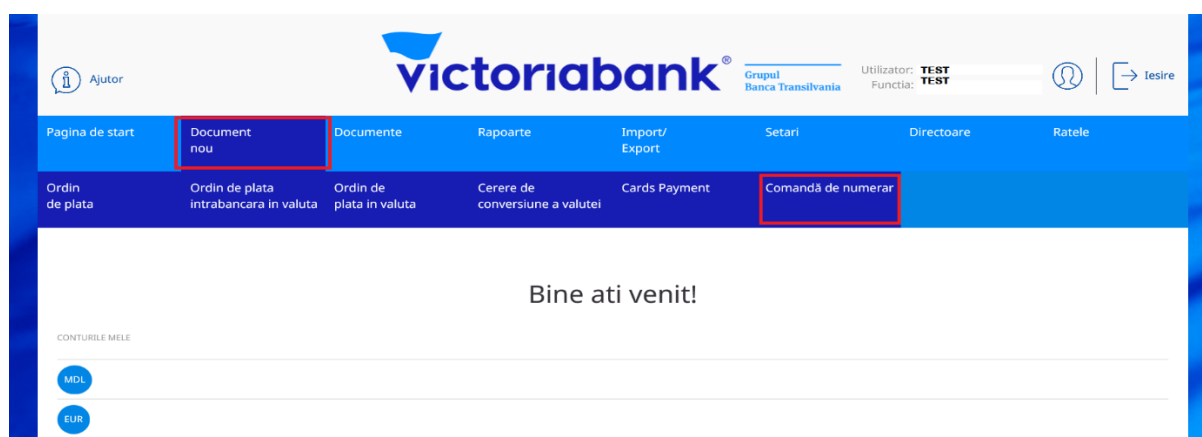 Ajutor
victoriabank®
Grupul
Banca Transilvania
Utilizator: TEST
Functia: TEST
Iesire
Pagina de start
Document
nou
Documente
Rapoarte
Import/
Export
Setari
Directoare
Ratele
Ordin
de plata
Ordin de plata
intrabancara in valuta
Ordin de
plata in valuta
Cerere de
conversiune a valutei
Cards Payment
Comandă de numerar
Bine ati venit!
CONTURILE MELE
MDL
EUR